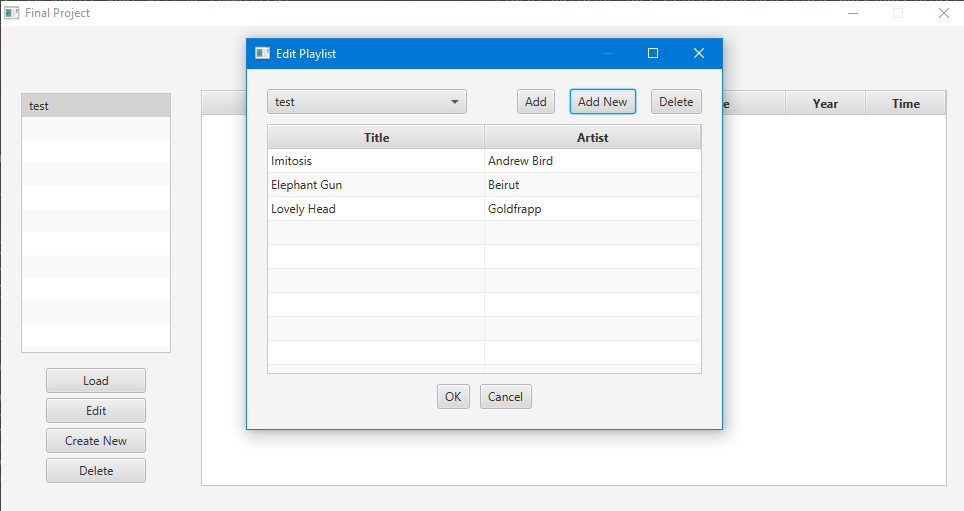 Final Project
Edit Playlist
test
test
Add
Add New
Delete
Year
Time
Title
Artist
Imitosis
Andrew Bird
Elephant Gun
Beirut
Lovely Head
Goldfrapp
Load
Edit
Create New
Delete
OK
Cancel